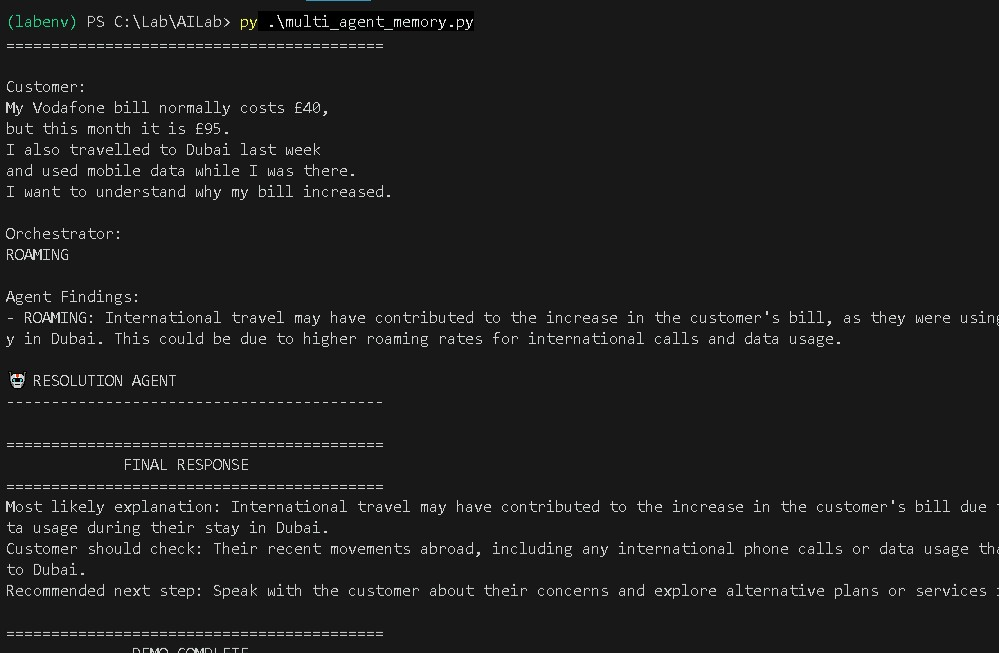 (labenv) PS C:\Lab\AILab> py .\multi_agent_memory.py
========================================
Customer:
My Vodafone bill normally costs £40,
but this month it is £95.
I also travelled to Dubai last week
and used mobile data while I was there.
I want to understand why my bill increased.
Orchestrator:
ROAMING
Agent Findings:
- ROAMING: International travel may have contributed to the increase in the customer's bill, as they were using
y in Dubai. This could be due to higher roaming rates for international calls and data usage.
🤖 RESOLUTION AGENT
----------------------------------------
========================================
FINAL RESPONSE
========================================
Most likely explanation: International travel may have contributed to the increase in the customer's bill due
ta usage during their stay in Dubai.
Customer should check: Their recent movements abroad, including any international phone calls or data usage
to Dubai.
Recommended next step: Speak with the customer about their concerns and explore alternative plans or services
========================================
DEMO COMPLETE